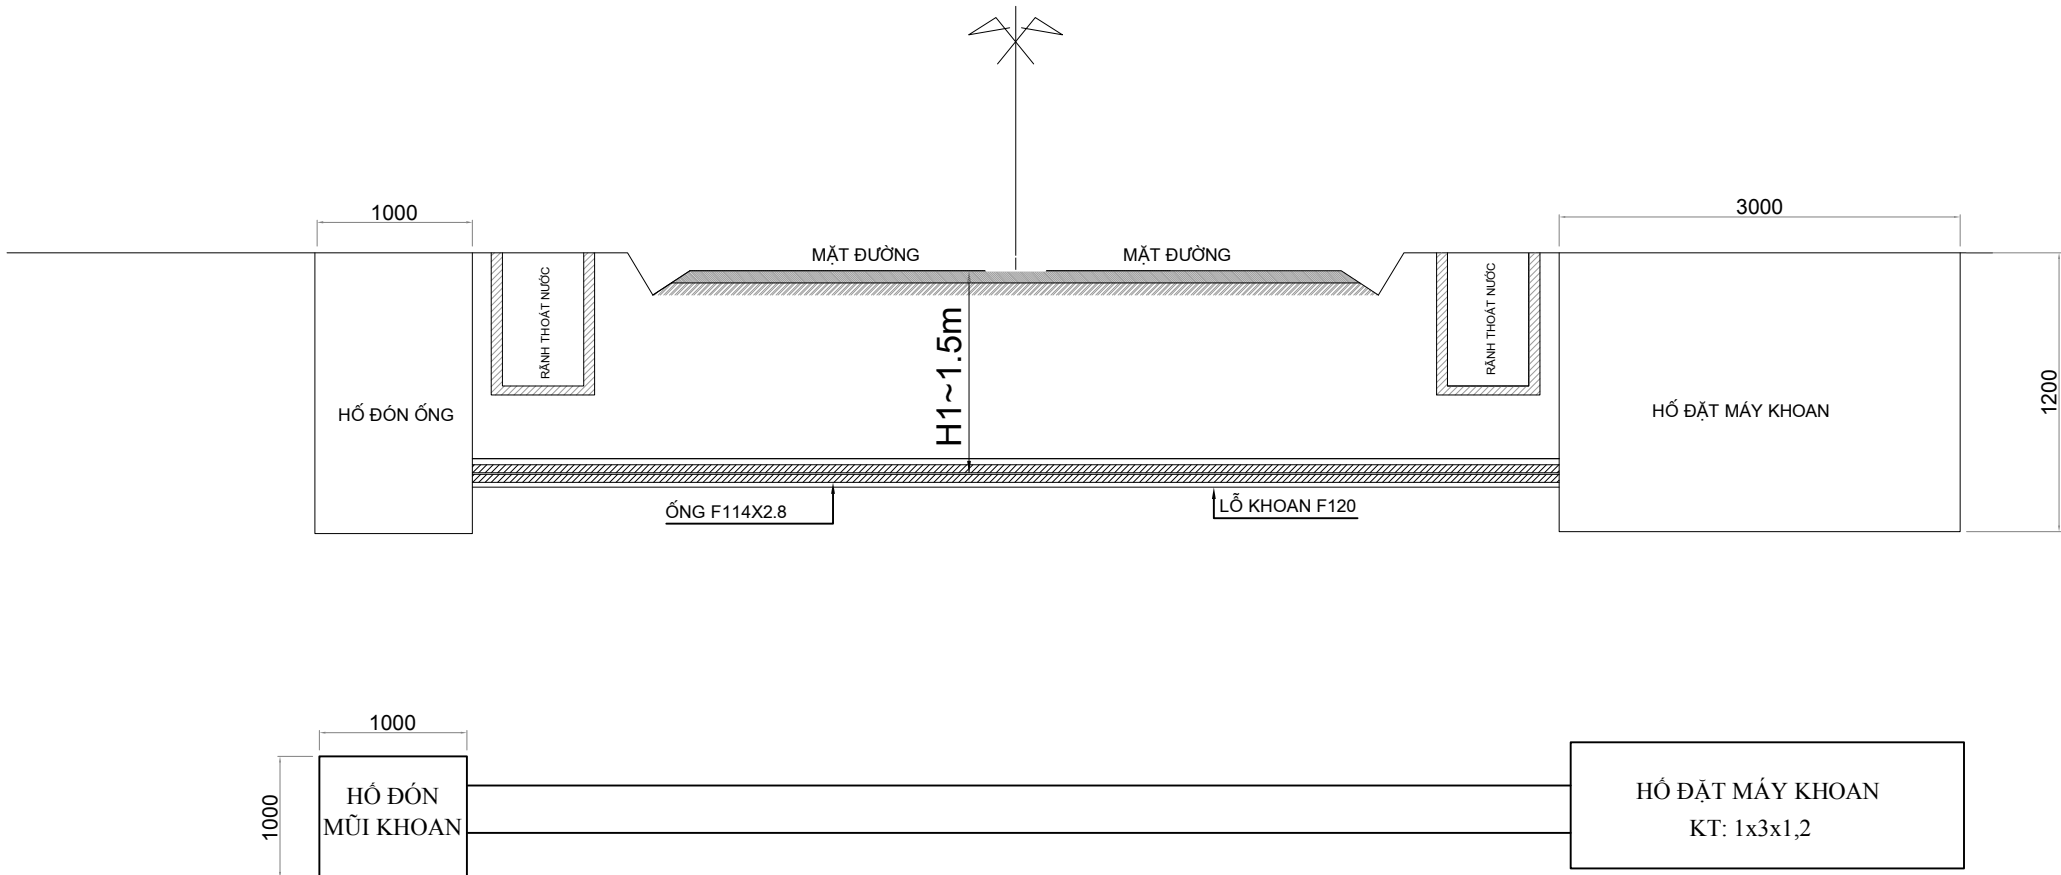 1000
3000
MẶT ĐƯỜNG
MẶT ĐƯỜNG
RÃNH THOÁT NƯỚC
RÃNH THOÁT NƯỚC
H1~1.5m
1200
HỐ ĐÓN ỐNG
HỐ ĐẶT MÁY KHOAN
ỐNG F114X2.8
LỖ KHOAN F120
1000
1000
HỐ ĐÓN
MŨI KHOAN
HỐ ĐẶT MÁY KHOAN
KT: 1x3x1,2